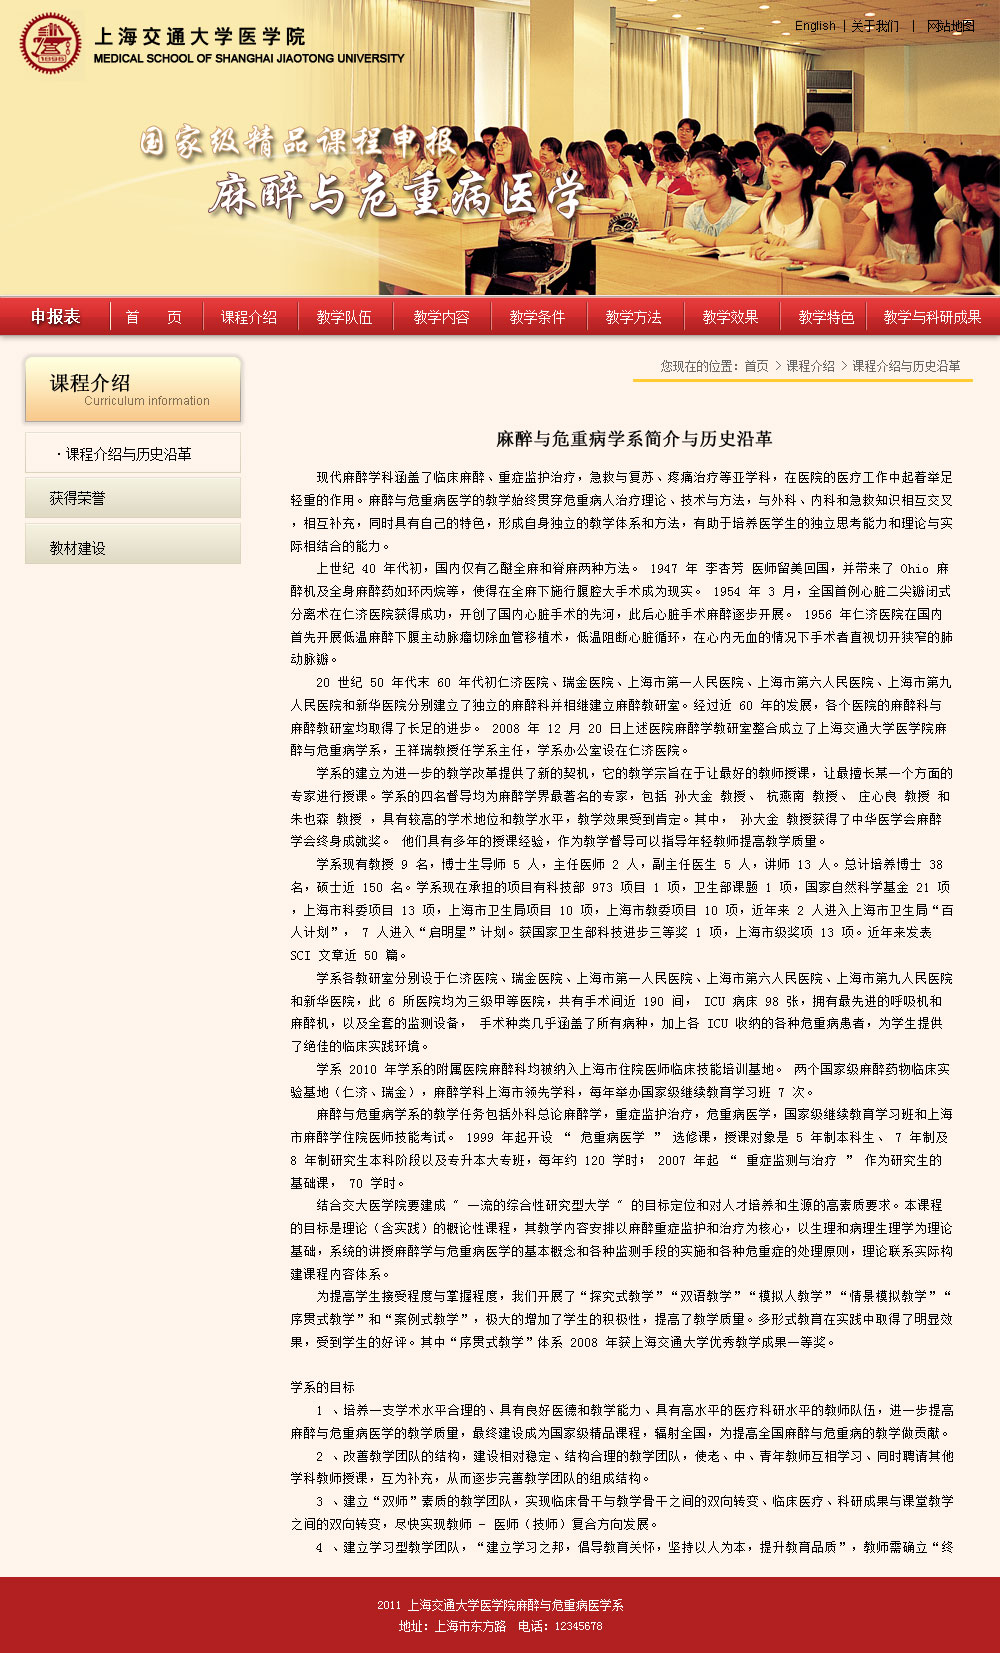 上海交通大学医学院
MEDICAL SCHOOL OF SHANGHAI JIAOTONG UNIVERSITY
English | 关于我们 | 网站地图
国家级精品课程申报
麻醉与危重病医学
申报表 首 页 课程介绍 教学队伍 教学内容 教学条件 教学方法 教学效果 教学特色 教学与科研成果
课程介绍
Curriculum information
·课程介绍与历史沿革
获得荣誉
教材建设
您现在的位置：首页 > 课程介绍 > 课程介绍与历史沿革
麻醉与危重病学系简介与历史沿革
现代麻醉学科涵盖了临床麻醉、重症监护治疗，急救与复苏、疼痛治疗等亚学科，在医院的医疗工作中起着举足
轻重的作用。麻醉与危重病医学的教学始终贯穿危重病人治疗理论、技术与方法，与外科、内科和急救知识相互交叉
，相互补充，同时具有自己的特色，形成自身独立的教学体系和方法，有助于培养医学生的独立思考能力和理论与实
际相结合的能力。
上世纪 40 年代初，国内仅有乙醚全麻和脊麻两种方法。 1947 年 李杏芳 医师留美回国，并带来了 Ohio 麻
醉机及全身麻醉药如环丙烷等，使得在全麻下施行腹腔大手术成为现实。 1954 年 3 月，全国首例心脏二尖瓣闭式
分离术在仁济医院获得成功，开创了国内心脏手术的先河，此后心脏手术麻醉逐步开展。 1956 年仁济医院在国内
首先开展低温麻醉下腹主动脉瘤切除血管移植术，低温阻断心脏循环，在心内无血的情况下手术者直视切开狭窄的肺
动脉瓣。
20 世纪 50 年代末 60 年代初仁济医院、瑞金医院、上海市第一人民医院、上海市第六人民医院、上海市第九
人民医院和新华医院分别建立了独立的麻醉科并相继建立麻醉教研室。经过近 60 年的发展，各个医院的麻醉科与
麻醉教研室均取得了长足的进步。 2008 年 12 月 20 日上述医院麻醉学教研室整合成立了上海交通大学医学院麻
醉与危重病学系，王祥瑞教授任学系主任，学系办公室设在仁济医院。
学系的建立为进一步的教学改革提供了新的契机，它的教学宗旨在于让最好的教师授课，让最擅长某一个方面的
专家进行授课。学系的四名督导均为麻醉学界最著名的专家，包括 孙大金 教授、 杭燕南 教授、 庄心良 教授 和
朱也森 教授 ，具有较高的学术地位和教学水平，教学效果受到肯定。其中， 孙大金 教授获得了中华医学会麻醉
学会终身成就奖。 他们具有多年的授课经验，作为教学督导可以指导年轻教师提高教学质量。
学系现有教授 9 名，博士生导师 5 人，主任医师 2 人，副主任医生 5 人，讲师 13 人。总计培养博士 38
名，硕士近 150 名。学系现在承担的项目有科技部 973 项目 1 项，卫生部课题 1 项，国家自然科学基金 21 项
，上海市科委项目 13 项，上海市卫生局项目 10 项，上海市教委项目 10 项，近年来 2 人进入上海市卫生局“百
人计划”， 7 人进入“启明星”计划。获国家卫生部科技进步三等奖 1 项，上海市级奖项 13 项。近年来发表
SCI 文章近 50 篇。
学系各教研室分别设于仁济医院、瑞金医院、上海市第一人民医院、上海市第六人民医院、上海市第九人民医院
和新华医院，此 6 所医院均为三级甲等医院，共有手术间近 190 间， ICU 病床 98 张，拥有最先进的呼吸机和
麻醉机，以及全套的监测设备， 手术种类几乎涵盖了所有病种，加上各 ICU 收纳的各种危重病患者，为学生提供
了绝佳的临床实践环境。
学系 2010 年学系的附属医院麻醉科均被纳入上海市住院医师临床技能培训基地。 两个国家级麻醉药物临床实
验基地（仁济、瑞金），麻醉学科上海市领先学科，每年举办国家级继续教育学习班 7 次。
麻醉与危重病学系的教学任务包括外科总论麻醉学，重症监护治疗，危重病医学，国家级继续教育学习班和上海
市麻醉学住院医师技能考试。 1999 年起开设 “ 危重病医学 ” 选修课，授课对象是 5 年制本科生、 7 年制及
8 年制研究生本科阶段以及专升本大专班，每年约 120 学时； 2007 年起 “ 重症监测与治疗 ” 作为研究生的
基础课， 70 学时。
结合交大医学院要建成 " 一流的综合性研究型大学 " 的目标定位和对人才培养和生源的高素质要求。本课程
的目标是理论（含实践）的概论性课程，其教学内容安排以麻醉重症监护和治疗为核心，以生理和病理生理学为理论
基础，系统的讲授麻醉学与危重病医学的基本概念和各种监测手段的实施和各种危重症的处理原则，理论联系实际构
建课程内容体系。
为提高学生接受程度与掌握程度，我们开展了“探究式教学”“双语教学”“模拟人教学”“情景模拟教学”“
序贯式教学”和“案例式教学”，极大的增加了学生的积极性，提高了教学质量。多形式教育在实践中取得了明显效
果，受到学生的好评。其中“序贯式教学”体系 2008 年获上海交通大学优秀教学成果一等奖。
学系的目标
1 、培养一支学术水平合理的、具有良好医德和教学能力、具有高水平的医疗科研水平的教师队伍，进一步提高
麻醉与危重病医学的教学质量，最终建设成为国家级精品课程，辐射全国，为提高全国麻醉与危重病的教学做贡献。
2 、改善教学团队的结构，建设相对稳定、结构合理的教学团队，使老、中、青年教师互相学习、同时聘请其他
学科教师授课，互为补充，从而逐步完善教学团队的组成结构。
3 、建立“双师”素质的教学团队，实现临床骨干与教学骨干之间的双向转变、临床医疗、科研成果与课堂教学
之间的双向转变，尽快实现教师 － 医师（技师）复合方向发展。
4 、建立学习型教学团队，“建立学习之邦，倡导教育关怀，坚持以人为本，提升教育品质”，教师需确立“终
2011 上海交通大学医学院麻醉与危重病医学系
地址：上海市东方路 电话：12345678